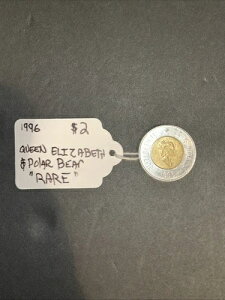 1996 $2
QUEEN ELIZABETH
& POLAR BEAR
"RARE"